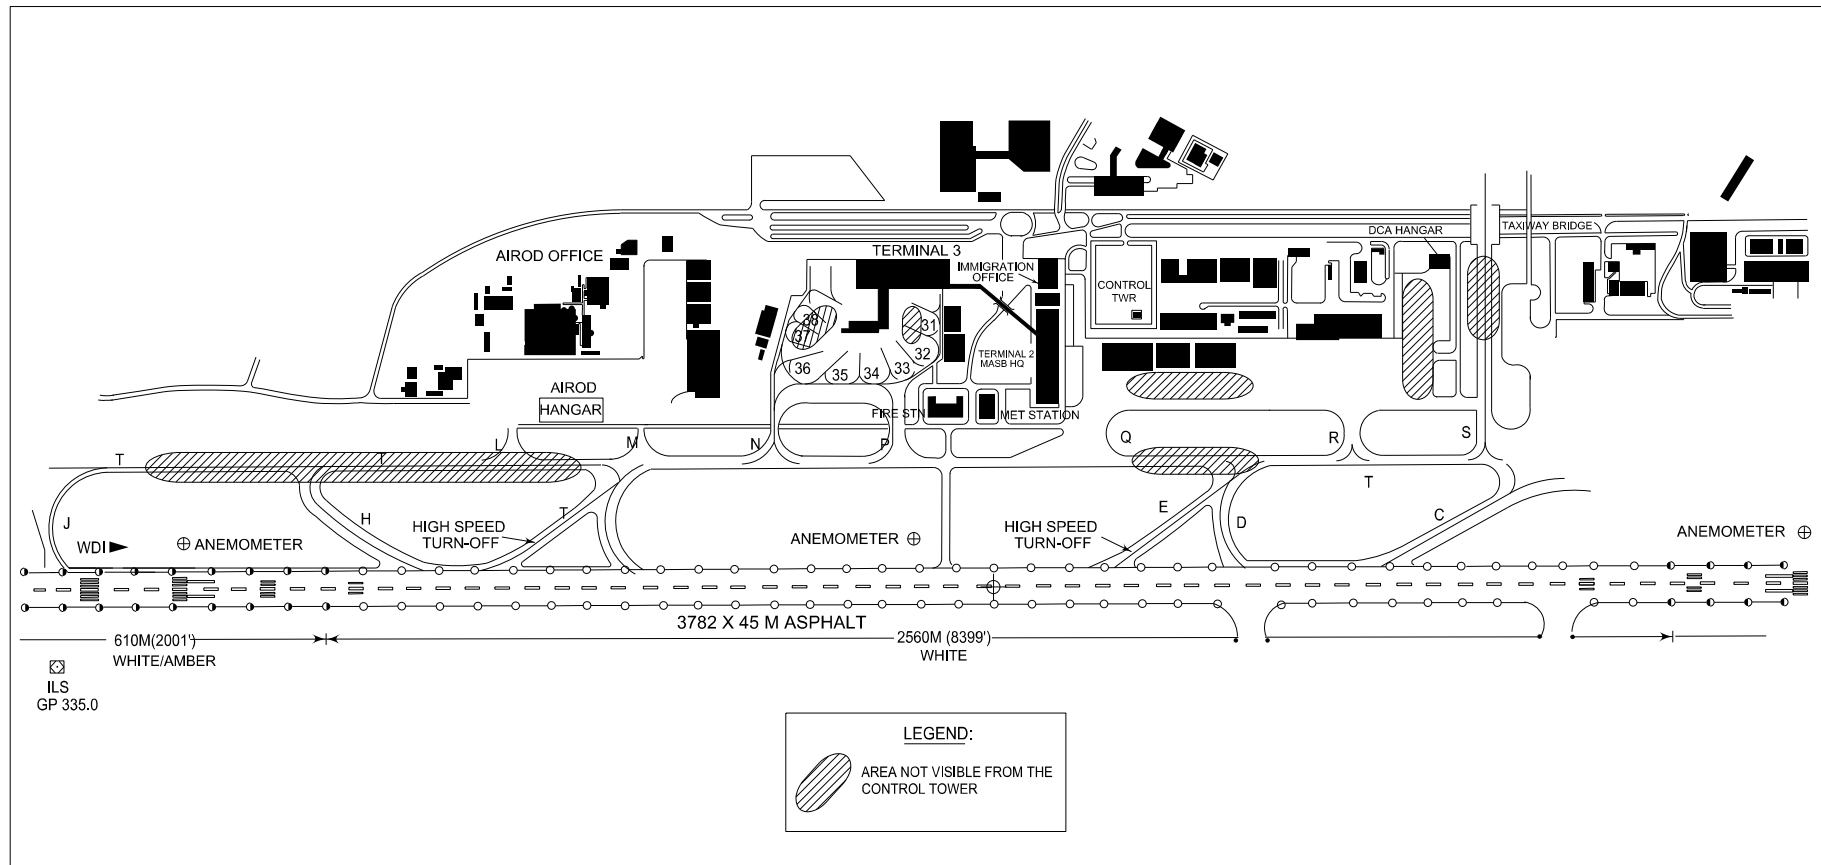 TAXIWAY BRIDGE
DCA HANGAR
TERMINAL 3
AIROD OFFICE
IMMIGRATION
OFFICE
CONTROL
TWR
38
37
31
32
33
34
35
36
TERMINAL 2
MASB HQ
AIROD
HANGAR
FIRE STN
MET STATION
L
M
N
P
Q
R
S
T
T
T
J
H
T
E
D
C
HIGH SPEED
TURN-OFF
HIGH SPEED
TURN-OFF
WDI
ANEMOMETER
ANEMOMETER
ANEMOMETER
3782 X 45 M ASPHALT
610M(2001')
WHITE/AMBER
2560M (8399')
WHITE
ILS
GP 335.0
LEGEND:
AREA NOT VISIBLE FROM THE
CONTROL TOWER